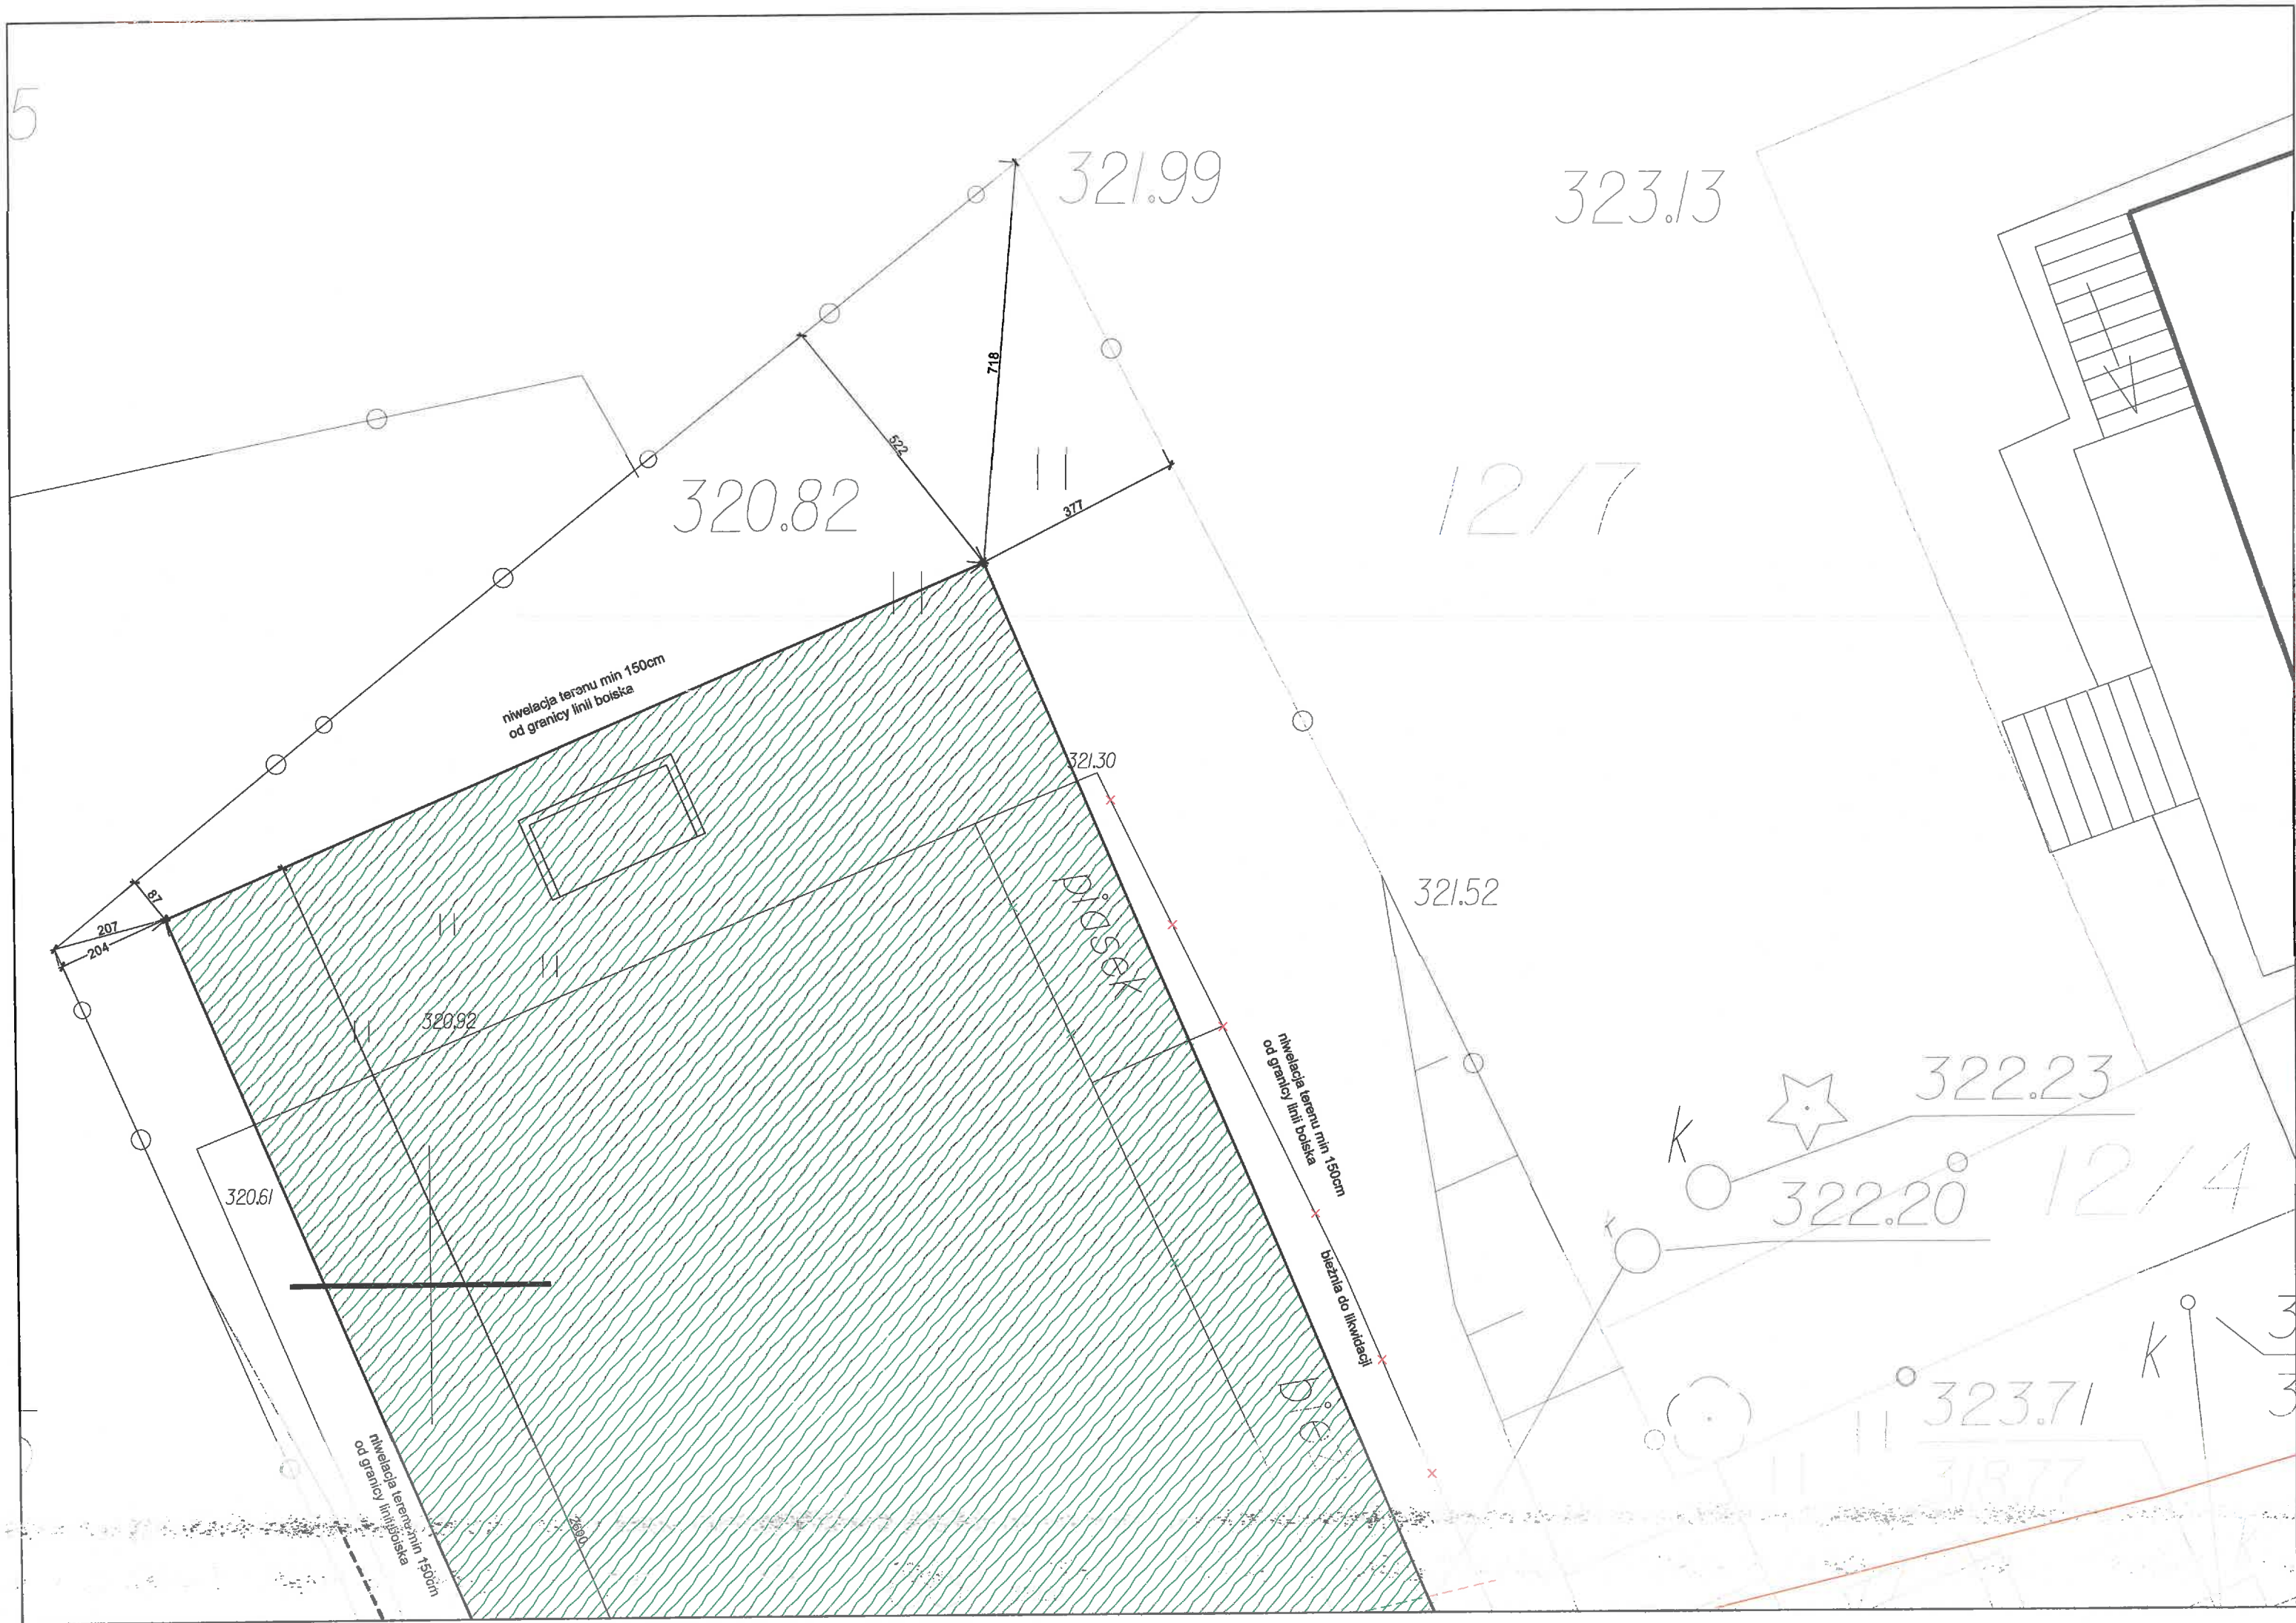 5
321.99
323.13
718
522
320.82
377
12/7
niwelacja teranu min 150cm
od granicy linii boiska
321.30
piasek
321.52
87
207
204
320.92
niwelacja terenu min 150cm
od granicy linii boiska
322.23
k
322.20
12/4
k
320.61
bieżnia do likwidacji
k
323.71
318.77
niwelacja terenu min 150cm
od granicy linii boiska
2600